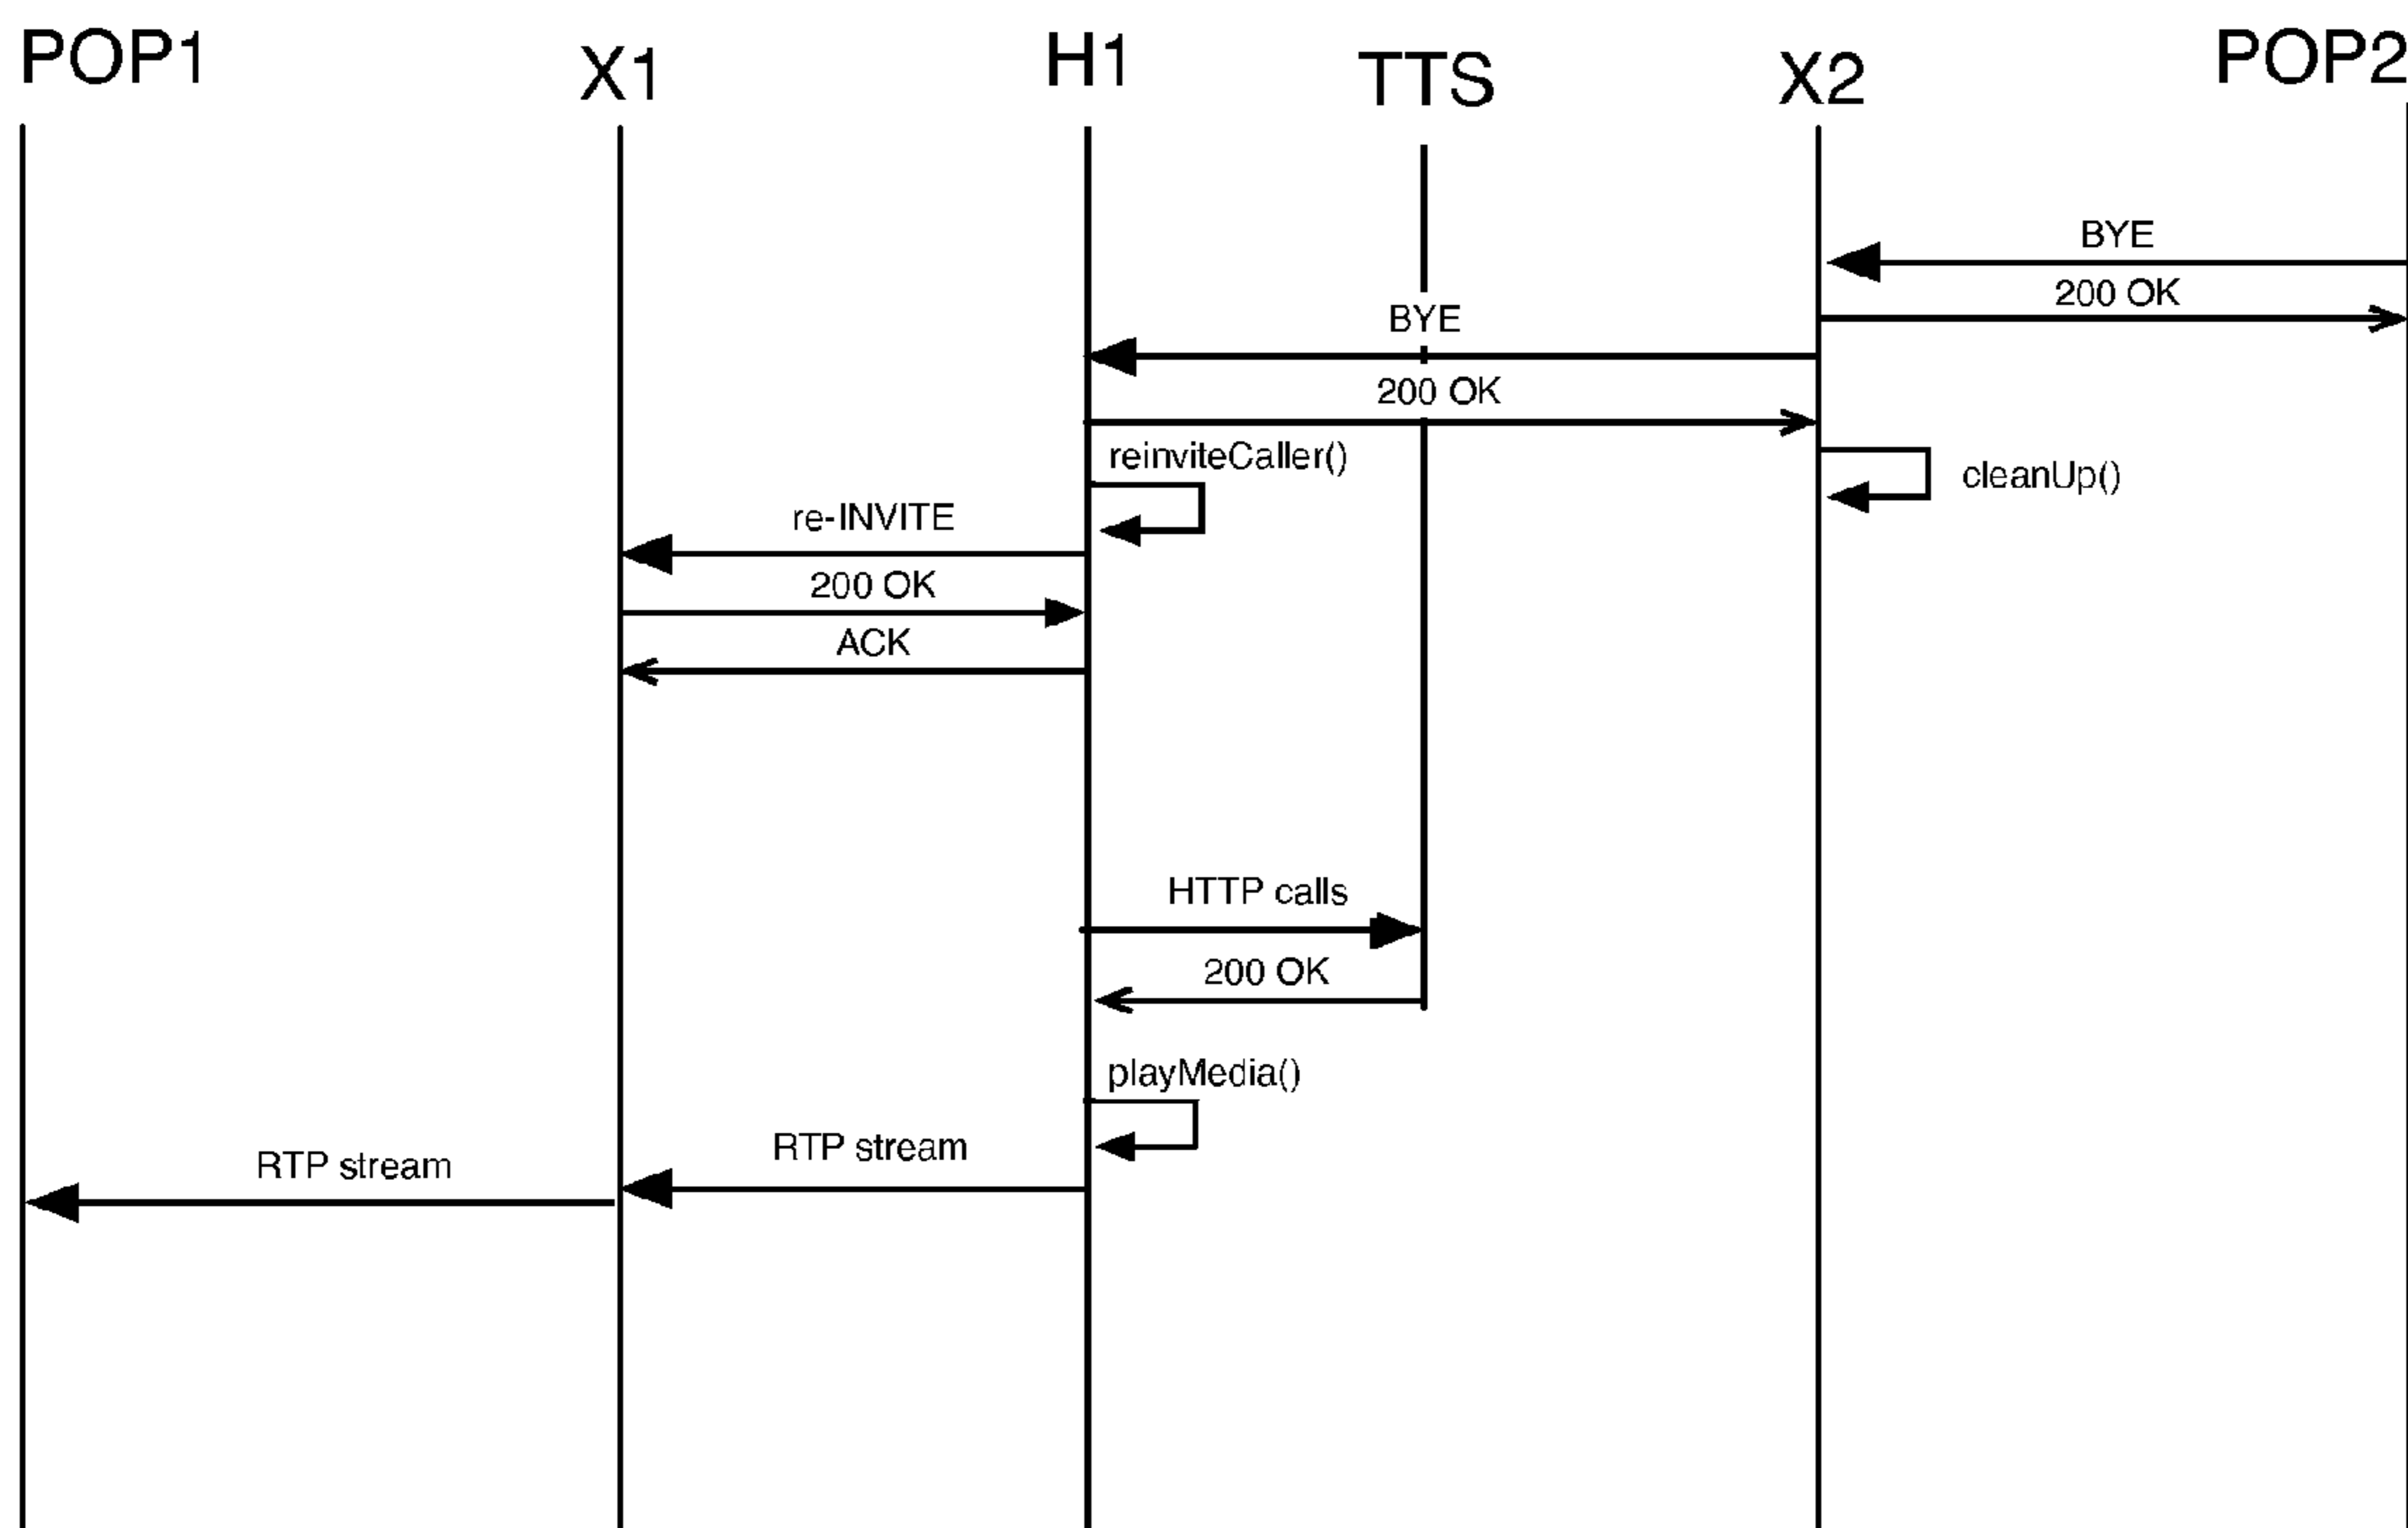 POP1
X1
H1
TTS
X2
POP2
BYE
200 OK
BYE
200 OK
reinviteCaller()
cleanUp()
re-INVITE
200 OK
ACK
HTTP calls
200 OK
playMedia()
RTP stream
RTP stream